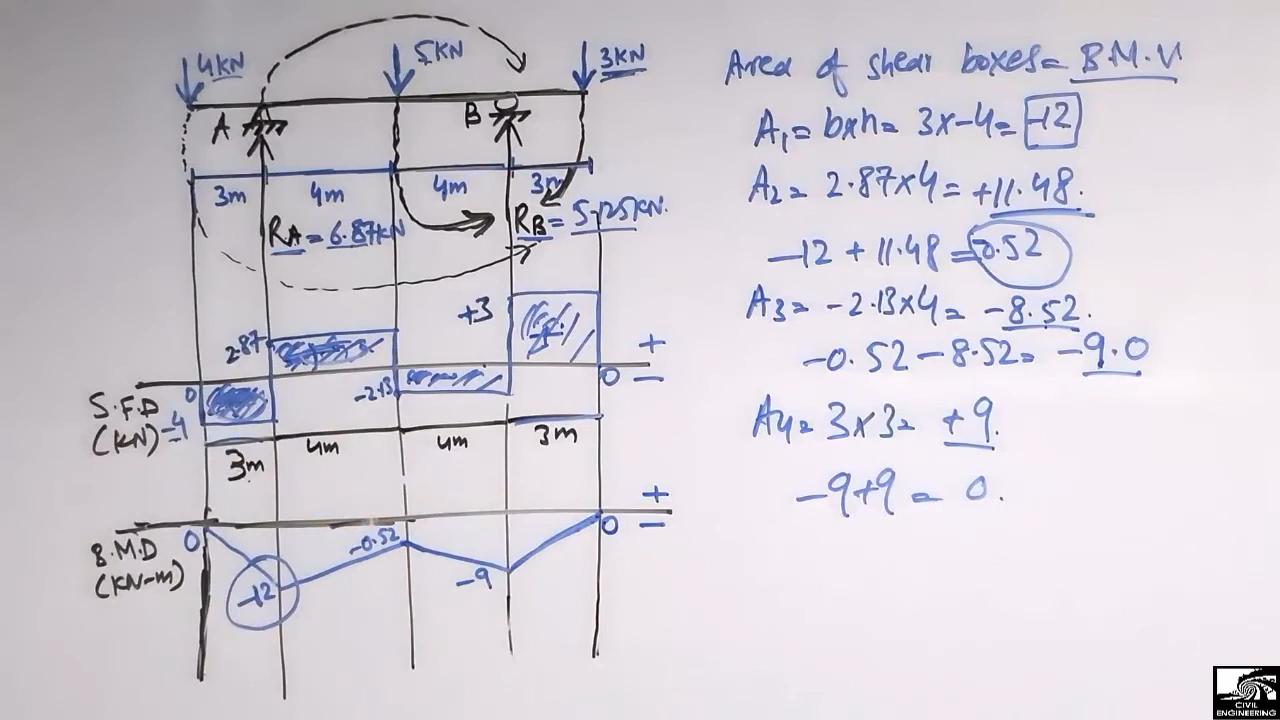 4KN 5KN 3KN
A B
3m 4m 4m 3m
RA = 6.87KN RB = 5.125KN.
+3
2.87
0 -2.13 0 + -
S.F.D
(KN) -4
3m 4m 4m 3m
+ -
0 -0.52 0
B.M.D
(KN-m) -12 -9
Area of shear boxes = B.M.V
A1 = bxh = 3x-4 = -12
A2 = 2.87x4 = +11.48.
-12 + 11.48 = -0.52
A3 = -2.13x4 = -8.52.
-0.52 - 8.52 = -9.0
A4 = 3x3 = +9.
-9+9 = 0.
CIVIL
ENGINEERING